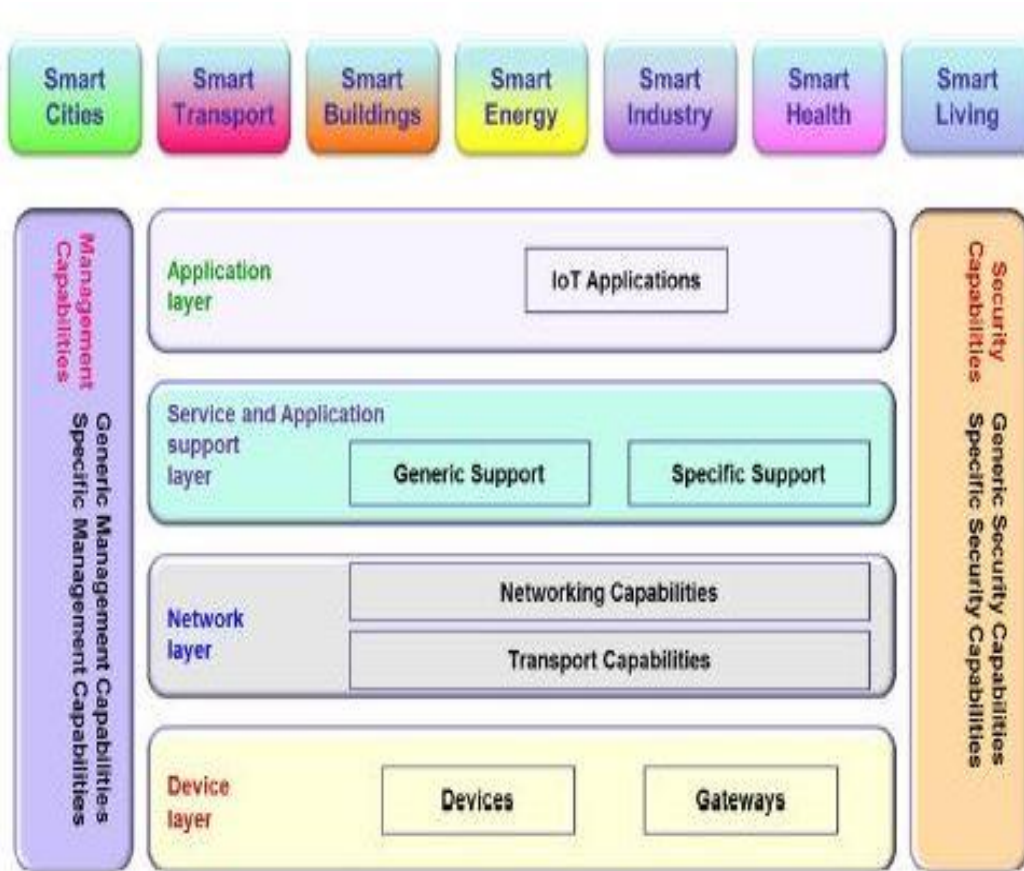 Smart
Cities
Smart
Transport
Smart
Buildings
Smart
Energy
Smart
Industry
Smart
Health
Smart
Living
Management
Capabilities
Generic Management Capabilities
Specific Management Capabilities
Application
layer
IoT Applications
Service and Application
support
layer
Generic Support
Specific Support
Network
layer
Networking Capabilities
Transport Capabilities
Device
layer
Devices
Gateways
Security
Capabilities
Generic Security Capabilities
Specific Security Capabilities